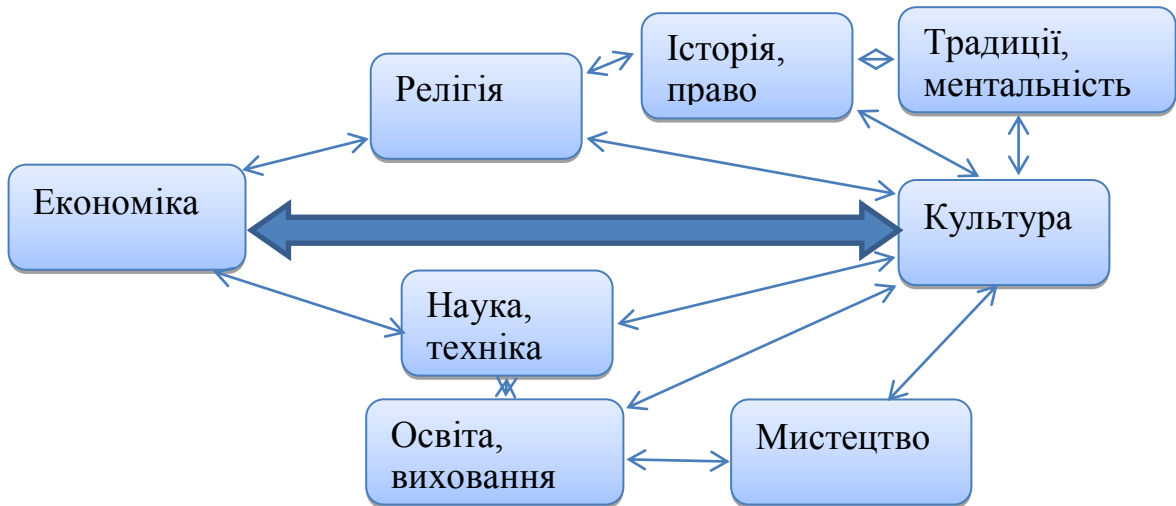 Історія,
право
Традиції,
ментальність
Релігія
Економіка
Культура
Наука,
техніка
Освіта,
виховання
Мистецтво